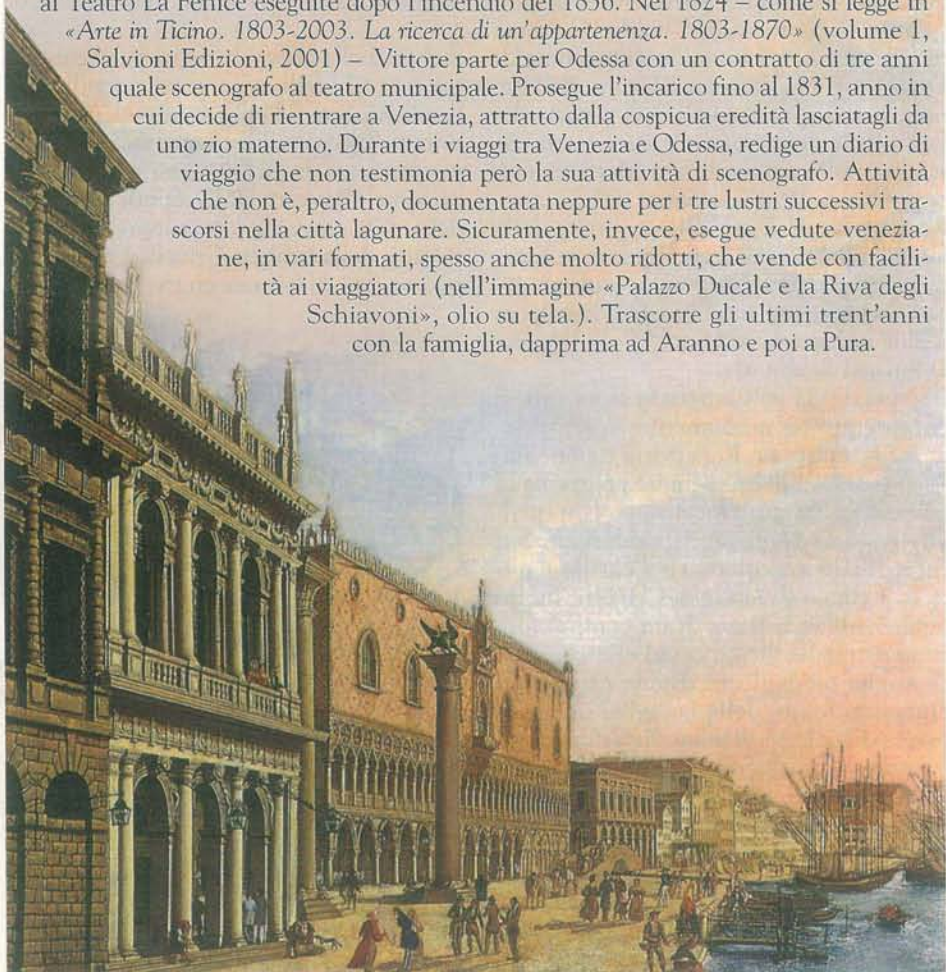 al Teatro La Fenice eseguite dopo l'incendio del 1836. Nel 1824 – come si legge in
«Arte in Ticino. 1803-2003. La ricerca di un'appartenenza. 1803-1870» (volume 1,
Salvioni Edizioni, 2001) – Vittore parte per Odessa con un contratto di tre anni
quale scenografo al teatro municipale. Prosegue l'incarico fino al 1831, anno in
cui decide di rientrare a Venezia, attratto dalla cospicua eredità lasciatagli da
uno zio materno. Durante i viaggi tra Venezia e Odessa, redige un diario di
viaggio che non testimonia però la sua attività di scenografo. Attività
che non è, peraltro, documentata neppure per i tre lustri successivi tra-
scorsi nella città lagunare. Sicuramente, invece, esegue vedute venezia-
ne, in vari formati, spesso anche molto ridotti, che vende con facili-
tà ai viaggiatori (nell'immagine «Palazzo Ducale e la Riva degli
Schiavoni», olio su tela.). Trascorre gli ultimi trent'anni
con la famiglia, dapprima ad Aranno e poi a Pura.